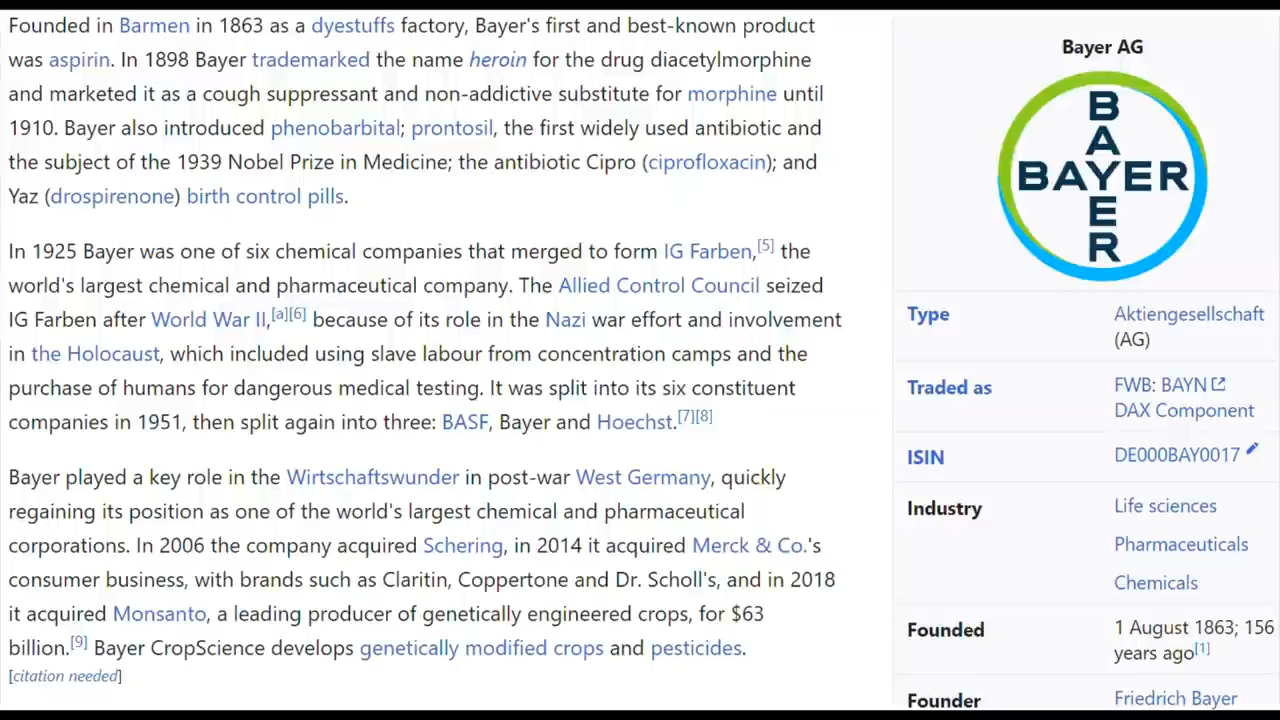 Founded in Barmen in 1863 as a dyestuffs factory, Bayer's first and best-known product
was aspirin. In 1898 Bayer trademarked the name heroin for the drug diacetylmorphine
and marketed it as a cough suppressant and non-addictive substitute for morphine until
1910. Bayer also introduced phenobarbital; prontosil, the first widely used antibiotic and
the subject of the 1939 Nobel Prize in Medicine; the antibiotic Cipro (ciprofloxacin); and
Yaz (drospirenone) birth control pills.
In 1925 Bayer was one of six chemical companies that merged to form IG Farben,[5] the
world's largest chemical and pharmaceutical company. The Allied Control Council seized
IG Farben after World War II,[a][6] because of its role in the Nazi war effort and involvement
in the Holocaust, which included using slave labour from concentration camps and the
purchase of humans for dangerous medical testing. It was split into its six constituent
companies in 1951, then split again into three: BASF, Bayer and Hoechst.[7][8]
Bayer played a key role in the Wirtschaftswunder in post-war West Germany, quickly
regaining its position as one of the world's largest chemical and pharmaceutical
corporations. In 2006 the company acquired Schering, in 2014 it acquired Merck & Co.'s
consumer business, with brands such as Claritin, Coppertone and Dr. Scholl's, and in 2018
it acquired Monsanto, a leading producer of genetically engineered crops, for $63
billion.[9] Bayer CropScience develops genetically modified crops and pesticides.
[citation needed]
Bayer AG
BAYER
BAYER
Type
Aktiengesellschaft
(AG)
Traded as
FWB: BAYN
DAX Component
ISIN
DE000BAY0017
Industry
Life sciences
Pharmaceuticals
Chemicals
Founded
1 August 1863; 156
years ago[1]
Founder
Friedrich Bayer